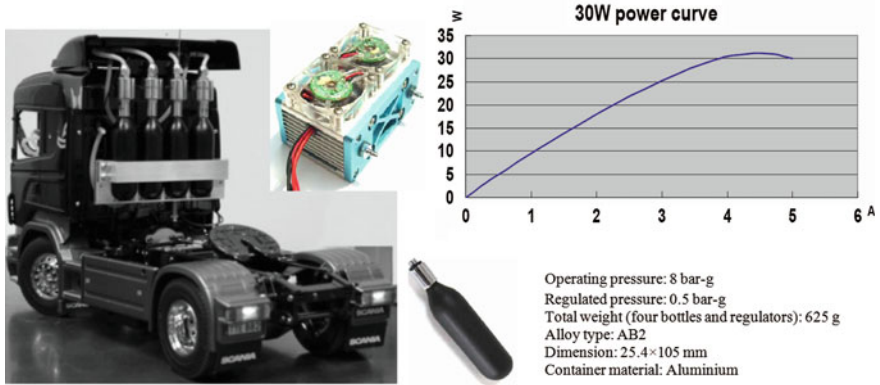 30W power curve
W
35
30
25
20
15
10
5
0
0 1 2 3 4 5 6 A
Operating pressure: 8 bar-g
Regulated pressure: 0.5 bar-g
Total weight (four bottles and regulators): 625 g
Alloy type: AB2
Dimension: 25.4×105 mm
Container material: Aluminium
SCANIA
SCANIA